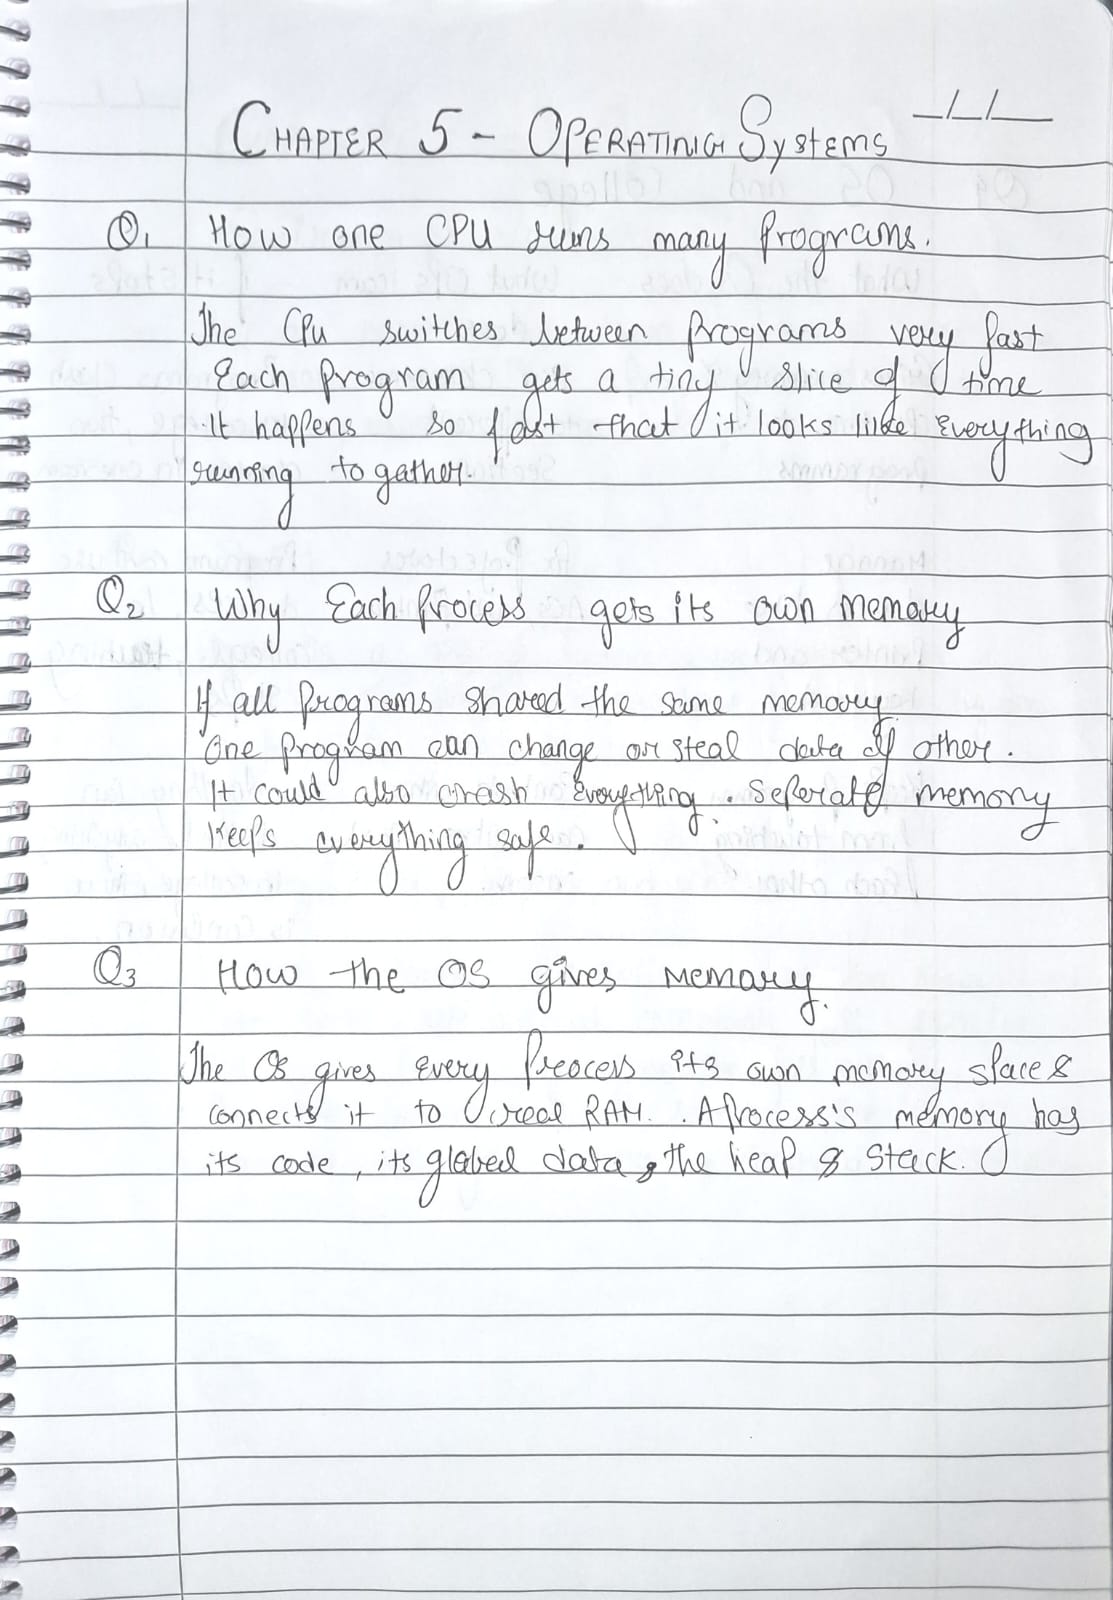 CHAPTER 5 - OPERATING SYSTEMS
Q1 How one CPU runs many Programs.
The CPU switches between Programs very fast
Each Program gets a tiny slice of time
It happens so fast that it looks like Everything
running to gather.
Q2 Why Each Process gets its own memory
If all Programs shared the same memory.
One Program can change or steal data of other.
It could also crash Everything. Seperate memory
Keeps everything safe.
Q3 How the OS gives memory.
The OS gives Every Process its own memory space &
connects it to real RAM. A Process's memory has
its code, its global data, the heap & Stack.